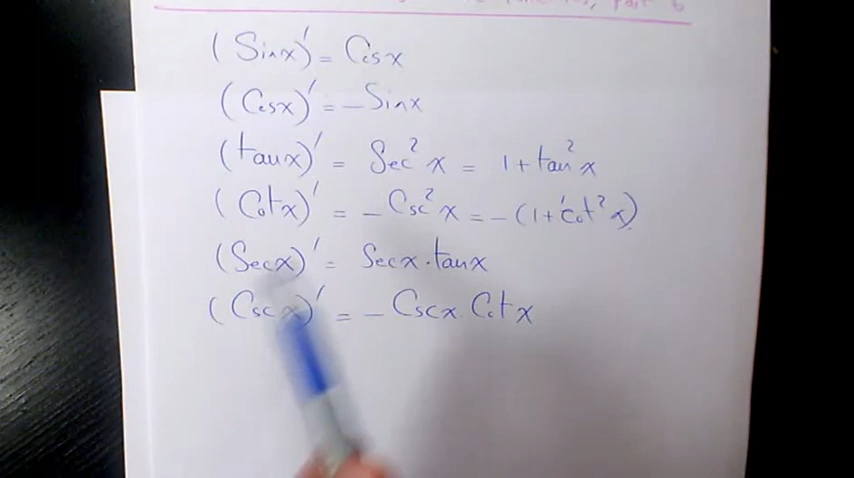 (Sinx)' = Cosx
(Cosx)' = -Sinx
(tanx)' = Sec²x = 1 + tan²x
(Cotx)' = -Csc²x = -(1 + cot²x)
(Secx)' = Secx . tanx
(Cscx)' = -Cscx . Cotx